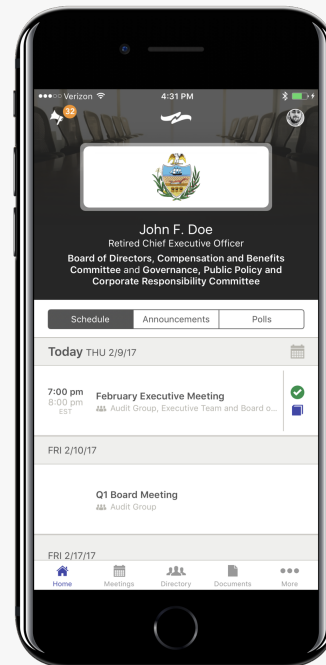 ●●●○○ Verizon 4:31 PM
32
John F. Doe
Retired Chief Executive Officer
Board of Directors, Compensation and Benefits
Committee and Governance, Public Policy and
Corporate Responsibility Committee
Schedule Announcements Polls
Today THU 2/9/17
7:00 pm February Executive Meeting
8:00 pm Audit Group, Executive Team and Board o...
EST
FRI 2/10/17
Q1 Board Meeting
Audit Group
FRI 2/17/17
Home Meetings Directory Documents More